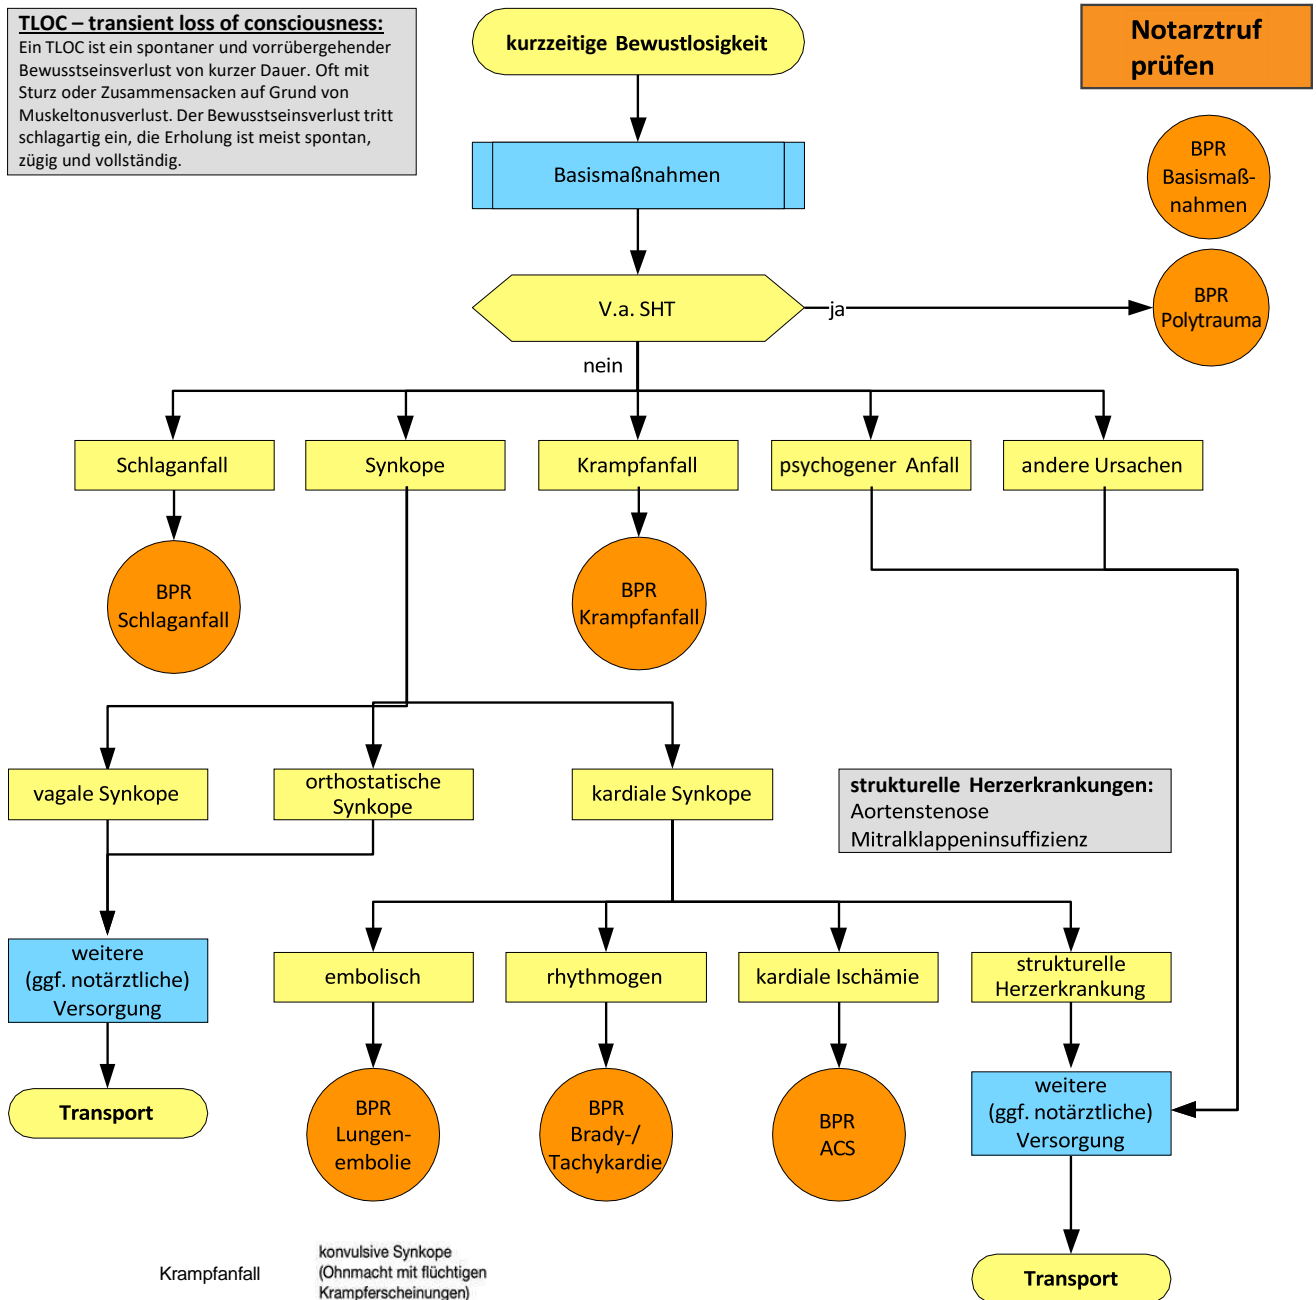 TLOC – transient loss of consciousness:
Ein TLOC ist ein spontaner und vorrübergehender
Bewusstseinsverlust von kurzer Dauer. Oft mit
Sturz oder Zusammensacken auf Grund von
Muskeltonusverlust. Der Bewusstseinsverlust tritt
schlagartig ein, die Erholung ist meist spontan,
zügig und vollständig.
kurzzeitige Bewustlosigkeit
Notarztruf
prüfen
Basismaßnahmen
BPR
Basismaß-
nahmen
V.a. SHT
ja
BPR
Polytrauma
nein
Schlaganfall
Synkope
Krampfanfall
psychogener Anfall
andere Ursachen
BPR
Schlaganfall
BPR
Krampfanfall
vagale Synkope
orthostatische
Synkope
kardiale Synkope
strukturelle Herzerkrankungen:
Aortenstenose
Mitralklappeninsuffizienz
weitere
(ggf. notärztliche)
Versorgung
embolisch
rhythmogen
kardiale Ischämie
strukturelle
Herzerkrankung
Transport
BPR
Lungen-
embolie
BPR
Brady-/
Tachykardie
BPR
ACS
weitere
(ggf. notärztliche)
Versorgung
Krampfanfall
konvulsive Synkope
(Ohnmacht mit flüchtigen
Krampferscheinungen)
Transport